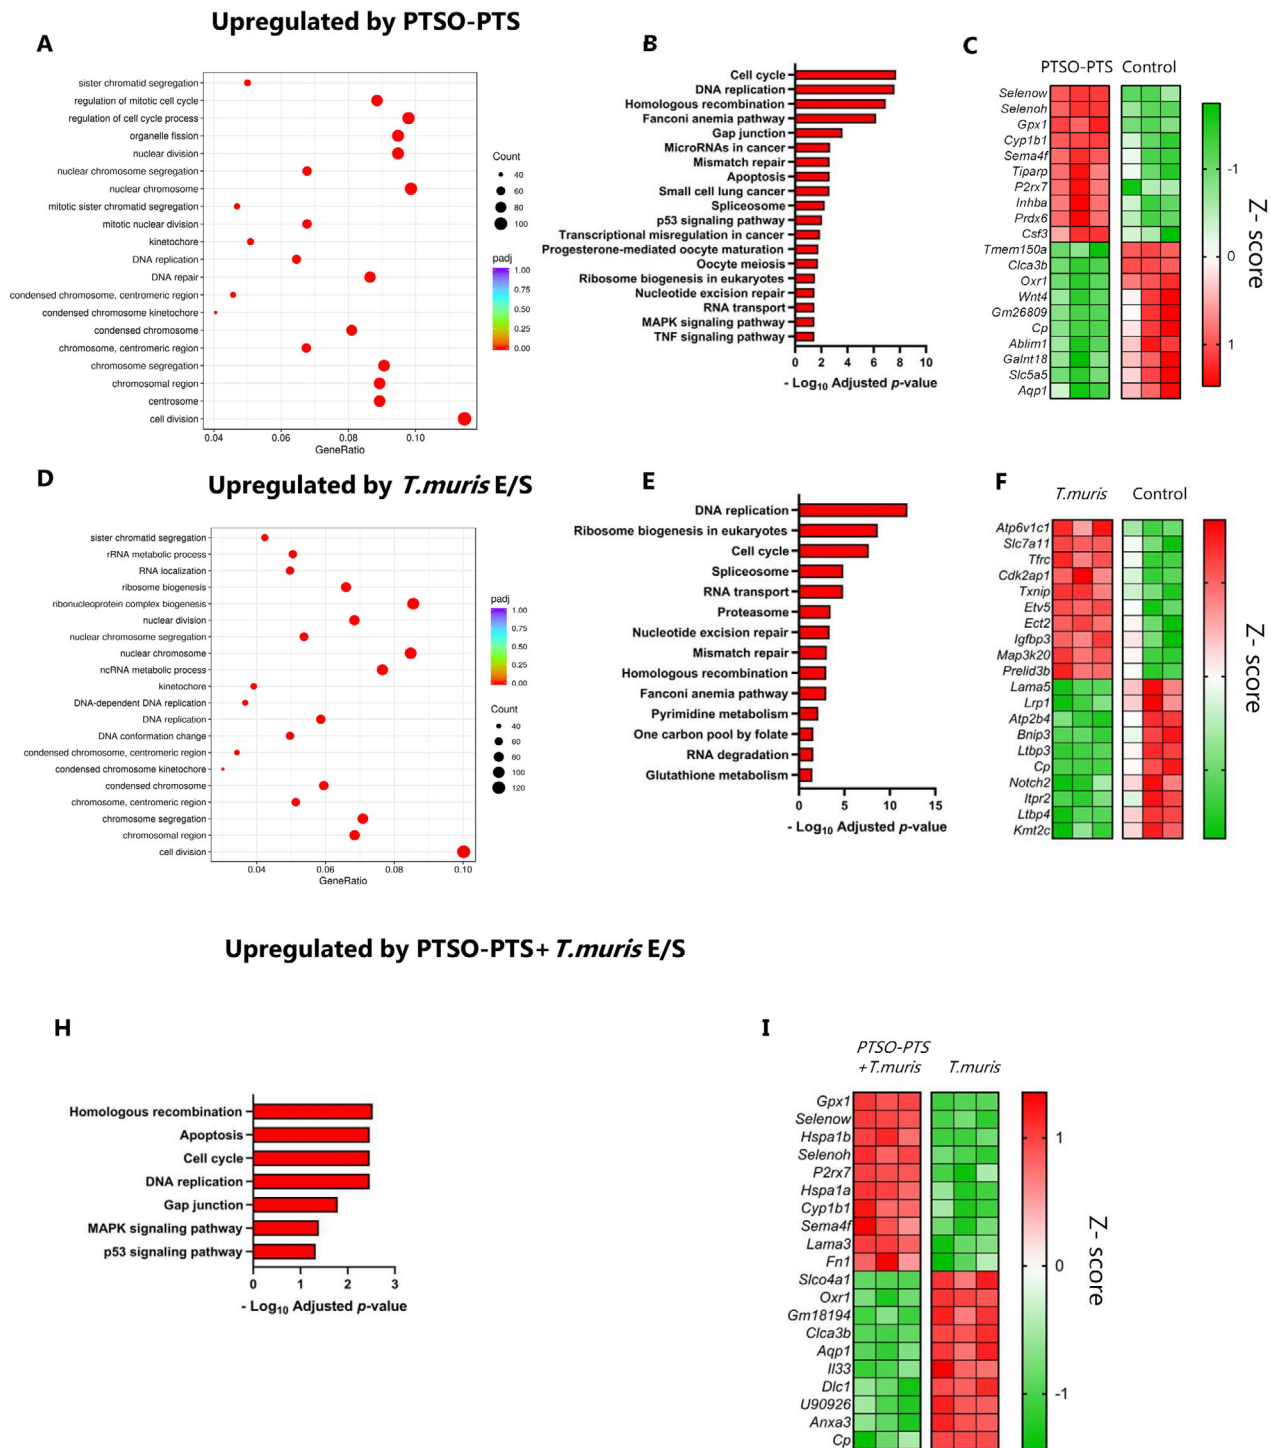 Upregulated by PTSO-PTS
A
sister chromatid segregation
regulation of mitotic cell cycle
regulation of cell cycle process
organelle fission
nuclear division
nuclear chromosome segregation
nuclear chromosome
mitotic sister chromatid segregation
mitotic nuclear division
kinetochore
DNA replication
DNA repair
condensed chromosome, centromeric region
condensed chromosome kinetochore
condensed chromosome
chromosome, centromeric region
chromosome segregation
chromosomal region
centrosome
cell division
0.04 0.06 0.08 0.10
GeneRatio
Count
40
60
80
100
padj
1.00
0.75
0.50
0.25
0.00
B
Cell cycle
DNA replication
Homologous recombination
Fanconi anemia pathway
Gap junction
MicroRNAs in cancer
Mismatch repair
Apoptosis
Small cell lung cancer
Spliceosome
p53 signaling pathway
Transcriptional misregulation in cancer
Progesterone-mediated oocyte maturation
Oocyte meiosis
Ribosome biogenesis in eukaryotes
Nucleotide excision repair
RNA transport
MAPK signaling pathway
TNF signaling pathway
0 2 4 6 8 10
- Log10 Adjusted p-value
C
PTSO-PTS Control
Selenow
Selenoh
Gpx1
Cyp1b1
Sema4f
Tiparp
P2rx7
Inhba
Prdx6
Csf3
Tmem150a
Clca3b
Oxr1
Wnt4
Gm26809
Cp
Ablim1
Galnt18
Slc5a5
Aqp1
-1
0
1
Z- score
D
Upregulated by T.muris E/S
sister chromatid segregation
rRNA metabolic process
RNA localization
ribosome biogenesis
ribonucleoprotein complex biogenesis
nuclear division
nuclear chromosome segregation
nuclear chromosome
ncRNA metabolic process
kinetochore
DNA-dependent DNA replication
DNA replication
DNA conformation change
condensed chromosome, centromeric region
condensed chromosome kinetochore
condensed chromosome
chromosome, centromeric region
chromosome segregation
chromosomal region
cell division
0.04 0.06 0.08 0.10
GeneRatio
padj
1.00
0.75
0.50
0.25
0.00
Count
40
60
80
100
120
E
DNA replication
Ribosome biogenesis in eukaryotes
Cell cycle
Spliceosome
RNA transport
Proteasome
Nucleotide excision repair
Mismatch repair
Homologous recombination
Fanconi anemia pathway
Pyrimidine metabolism
One carbon pool by folate
RNA degradation
Glutathione metabolism
0 5 10 15
- Log10 Adjusted p-value
F
T.muris Control
Atp6v1c1
Slc7a11
Tfrc
Cdk2ap1
Txnip
Etv5
Ect2
Igfbp3
Map3k20
Prelid3b
Lama5
Lrp1
Atp2b4
Bnip3
Ltbp3
Cp
Notch2
Itpr2
Ltbp4
Kmt2c
Z- score
Upregulated by PTSO-PTS+T.muris E/S
H
Homologous recombination
Apoptosis
Cell cycle
DNA replication
Gap junction
MAPK signaling pathway
p53 signaling pathway
0 1 2 3
- Log10 Adjusted p-value
I
PTSO-PTS
+T.muris T.muris
Gpx1
Selenow
Hspa1b
Selenoh
P2rx7
Hspa1a
Cyp1b1
Sema4f
Lama3
Fn1
Slco4a1
Oxr1
Gm18194
Clca3b
Aqp1
Il33
Dlc1
U90926
Anxa3
Cp
1
0
-1
Z- score